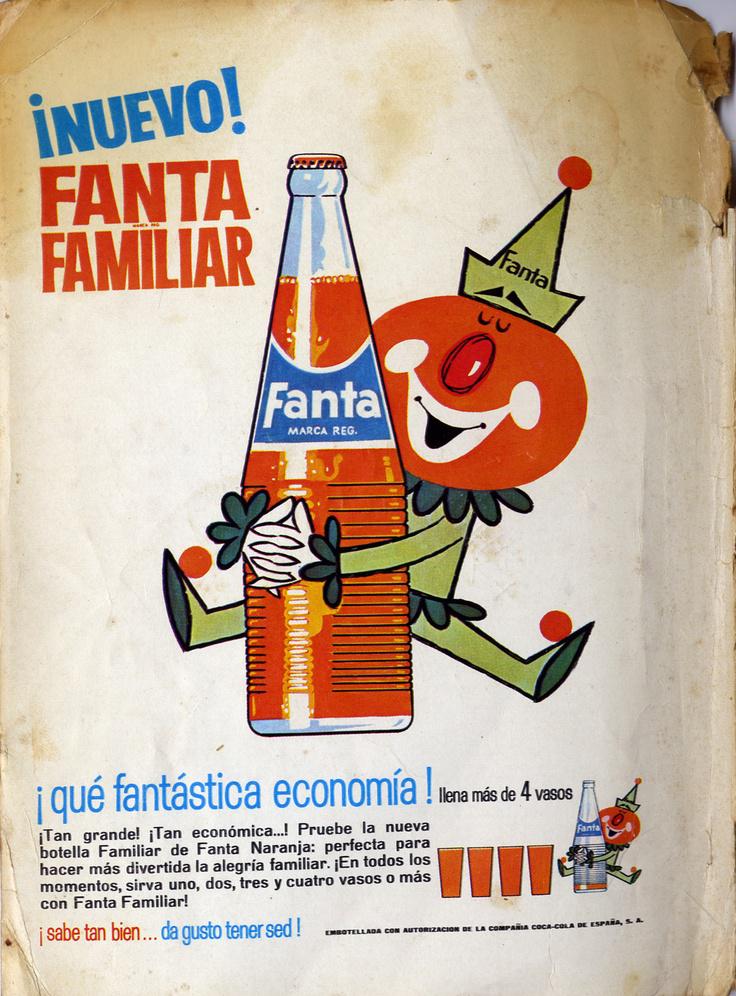 ¡NUEVO!
FANTA
MARCA REG.
FAMILIAR
Fanta
Fanta
MARCA REG.
¡qué fantástica economía! llena más de 4 vasos
¡Tan grande! ¡Tan económica...! Pruebe la nueva
botella Familiar de Fanta Naranja: perfecta para
hacer más divertida la alegría familiar. ¡En todos los
momentos, sirva uno, dos, tres y cuatro vasos o más
con Fanta Familiar!
Fanta
¡sabe tan bien... da gusto tener sed!
EMBOTELLADA CON AUTORIZACION DE LA COMPAÑIA COCA-COLA DE ESPAÑA, S. A.